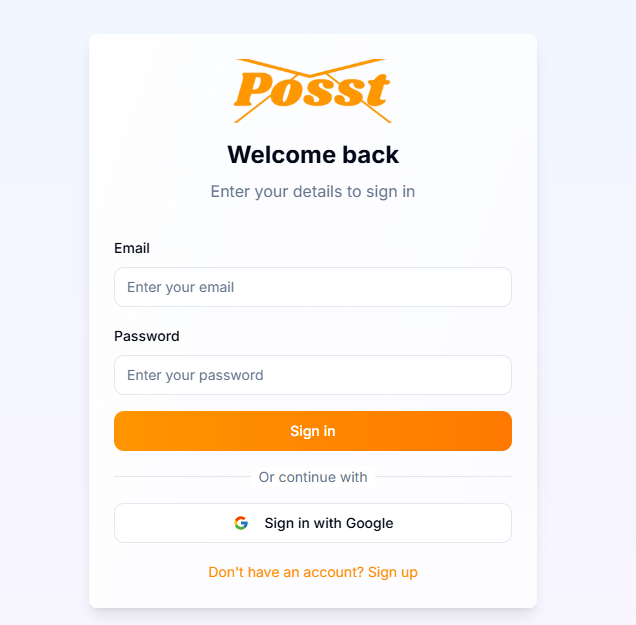 Posst
Welcome back
Enter your details to sign in
Email
Enter your email
Password
Enter your password
Sign in
Or continue with
Sign in with Google
Don't have an account? Sign up